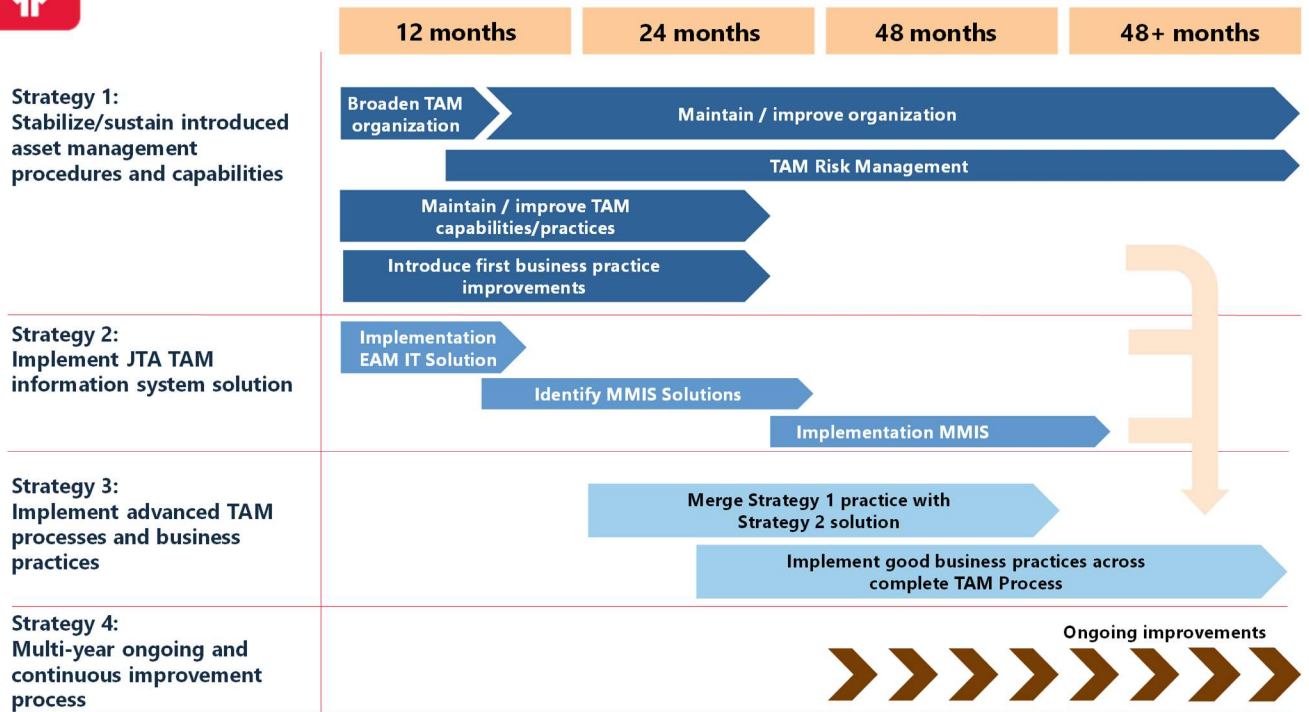 12 months
24 months
48 months
48+ months
Strategy 1:
Stabilize/sustain introduced
asset management
procedures and capabilities
Broaden TAM
organization
Maintain / improve organization
TAM Risk Management
Maintain / improve TAM
capabilities/practices
Introduce first business practice
improvements
Strategy 2:
Implement JTA TAM
information system solution
Implementation
EAM IT Solution
Identify MMIS Solutions
Implementation MMIS
Strategy 3:
Implement advanced TAM
processes and business
practices
Merge Strategy 1 practice with
Strategy 2 solution
Implement good business practices across
complete TAM Process
Strategy 4:
Multi-year ongoing and
continuous improvement
process
Ongoing improvements